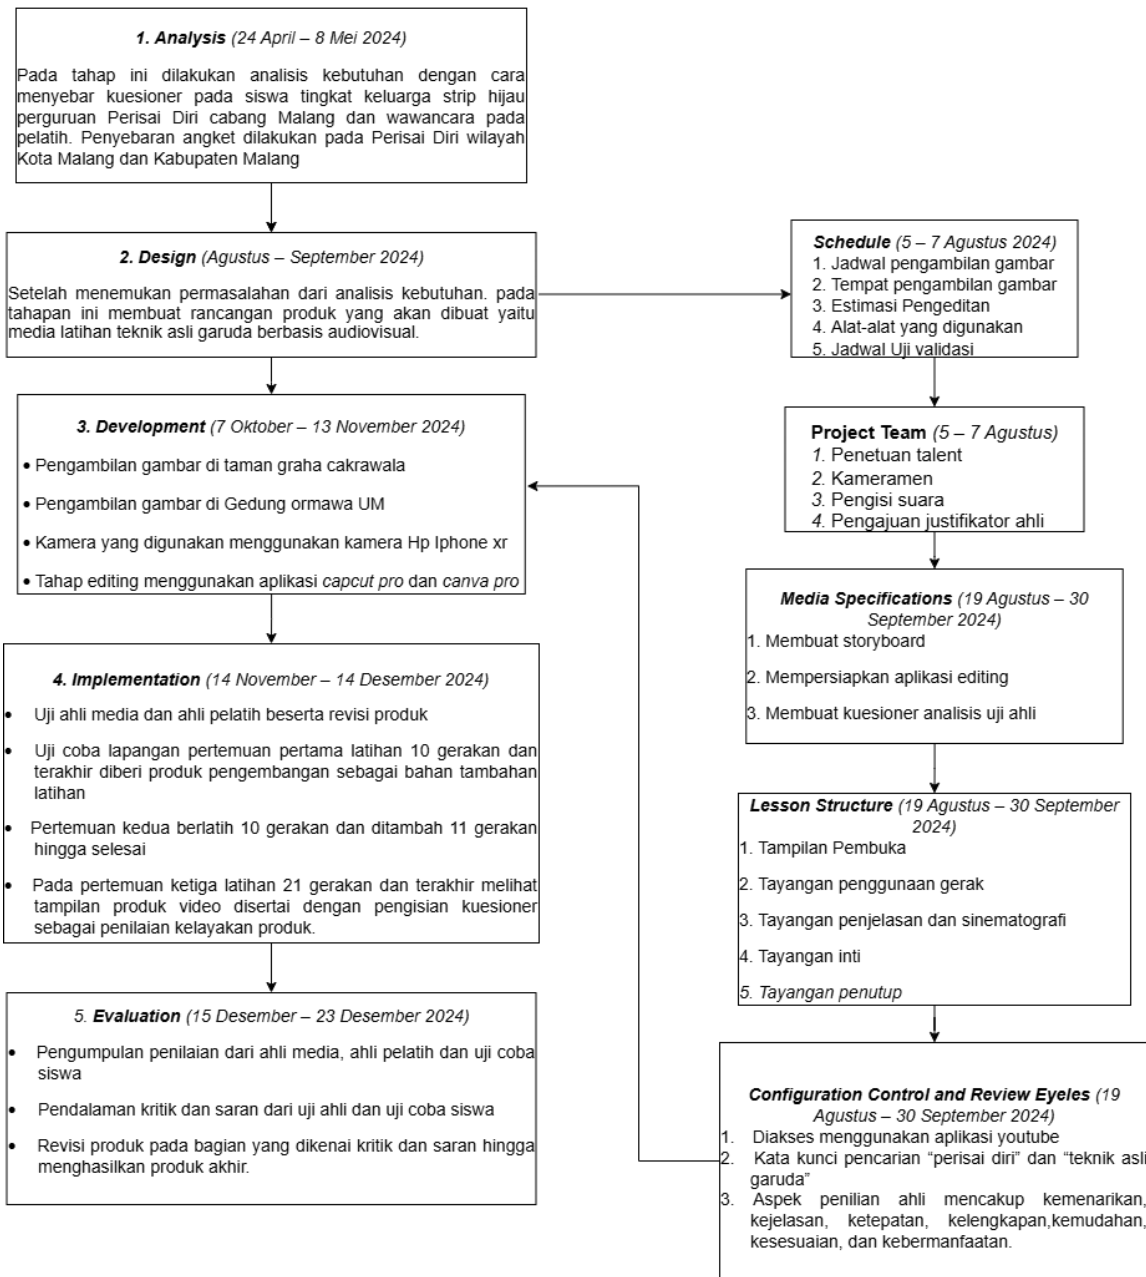 1. Analysis (24 April – 8 Mei 2024)
Pada tahap ini dilakukan analisis kebutuhan dengan cara
menyebar kuesioner pada siswa tingkat keluarga strip hijau
perguruan Perisai Diri cabang Malang dan wawancara pada
pelatih. Penyebaran angket dilakukan pada Perisai Diri wilayah
Kota Malang dan Kabupaten Malang
2. Design (Agustus – September 2024)
Setelah menemukan permasalahan dari analisis kebutuhan. pada
tahapan ini membuat rancangan produk yang akan dibuat yaitu
media latihan teknik asli garuda berbasis audiovisual.
Schedule (5 – 7 Agustus 2024)
1. Jadwal pengambilan gambar
2. Tempat pengambilan gambar
3. Estimasi Pengeditan
4. Alat-alat yang digunakan
5. Jadwal Uji validasi
Project Team (5 – 7 Agustus)
1. Penetuan talent
2. Kameramen
3. Pengisi suara
4. Pengajuan justifikator ahli
Media Specifications (19 Agustus – 30
September 2024)
1. Membuat storyboard
2. Mempersiapkan aplikasi editing
3. Membuat kuesioner analisis uji ahli
Lesson Structure (19 Agustus – 30 September
2024)
1. Tampilan Pembuka
2. Tayangan penggunaan gerak
3. Tayangan penjelasan dan sinematografi
4. Tayangan inti
5. Tayangan penutup
Configuration Control and Review Eyeles (19
Agustus – 30 September 2024)
1. Diakses menggunakan aplikasi youtube
2. Kata kunci pencarian “perisai diri” dan “teknik asli
garuda”
3. Aspek penilian ahli mencakup kemenarikan,
kejelasan, ketepatan, kelengkapan,kemudahan,
kesesuaian, dan kebermanfaatan.
3. Development (7 Oktober – 13 November 2024)
• Pengambilan gambar di taman graha cakrawala
• Pengambilan gambar di Gedung ormawa UM
• Kamera yang digunakan menggunakan kamera Hp Iphone xr
• Tahap editing menggunakan aplikasi capcut pro dan canva pro
4. Implementation (14 November – 14 Desember 2024)
• Uji ahli media dan ahli pelatih beserta revisi produk
• Uji coba lapangan pertemuan pertama latihan 10 gerakan dan
terakhir diberi produk pengembangan sebagai bahan tambahan
latihan
• Pertemuan kedua berlatih 10 gerakan dan ditambah 11 gerakan
hingga selesai
• Pada pertemuan ketiga latihan 21 gerakan dan terakhir melihat
tampilan produk video disertai dengan pengisian kuesioner
sebagai penilaian kelayakan produk.
5. Evaluation (15 Desember – 23 Desember 2024)
• Pengumpulan penilaian dari ahli media, ahli pelatih dan uji coba
siswa
• Pendalaman kritik dan saran dari uji ahli dan uji coba siswa
• Revisi produk pada bagian yang dikenai kritik dan saran hingga
menghasilkan produk akhir.